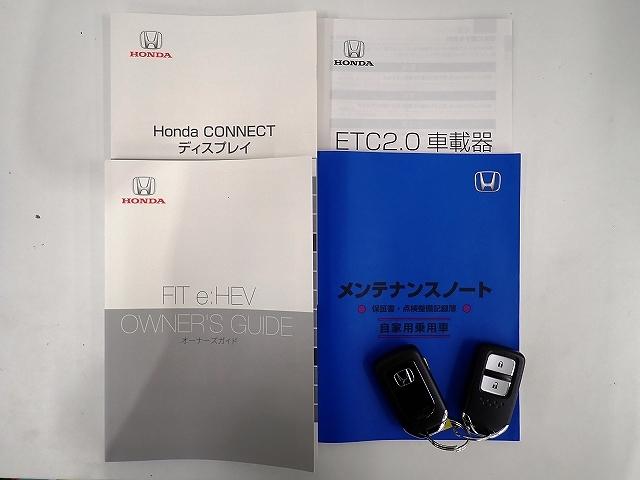 HONDA
Honda CONNECT
ディスプレイ
HONDA
ETC2.0 車載器
HONDA
FIT e:HEV
OWNER'S GUIDE
オーナーズガイド
メンテナンスノート
保証書・点検整備記録簿
自家用乗用車